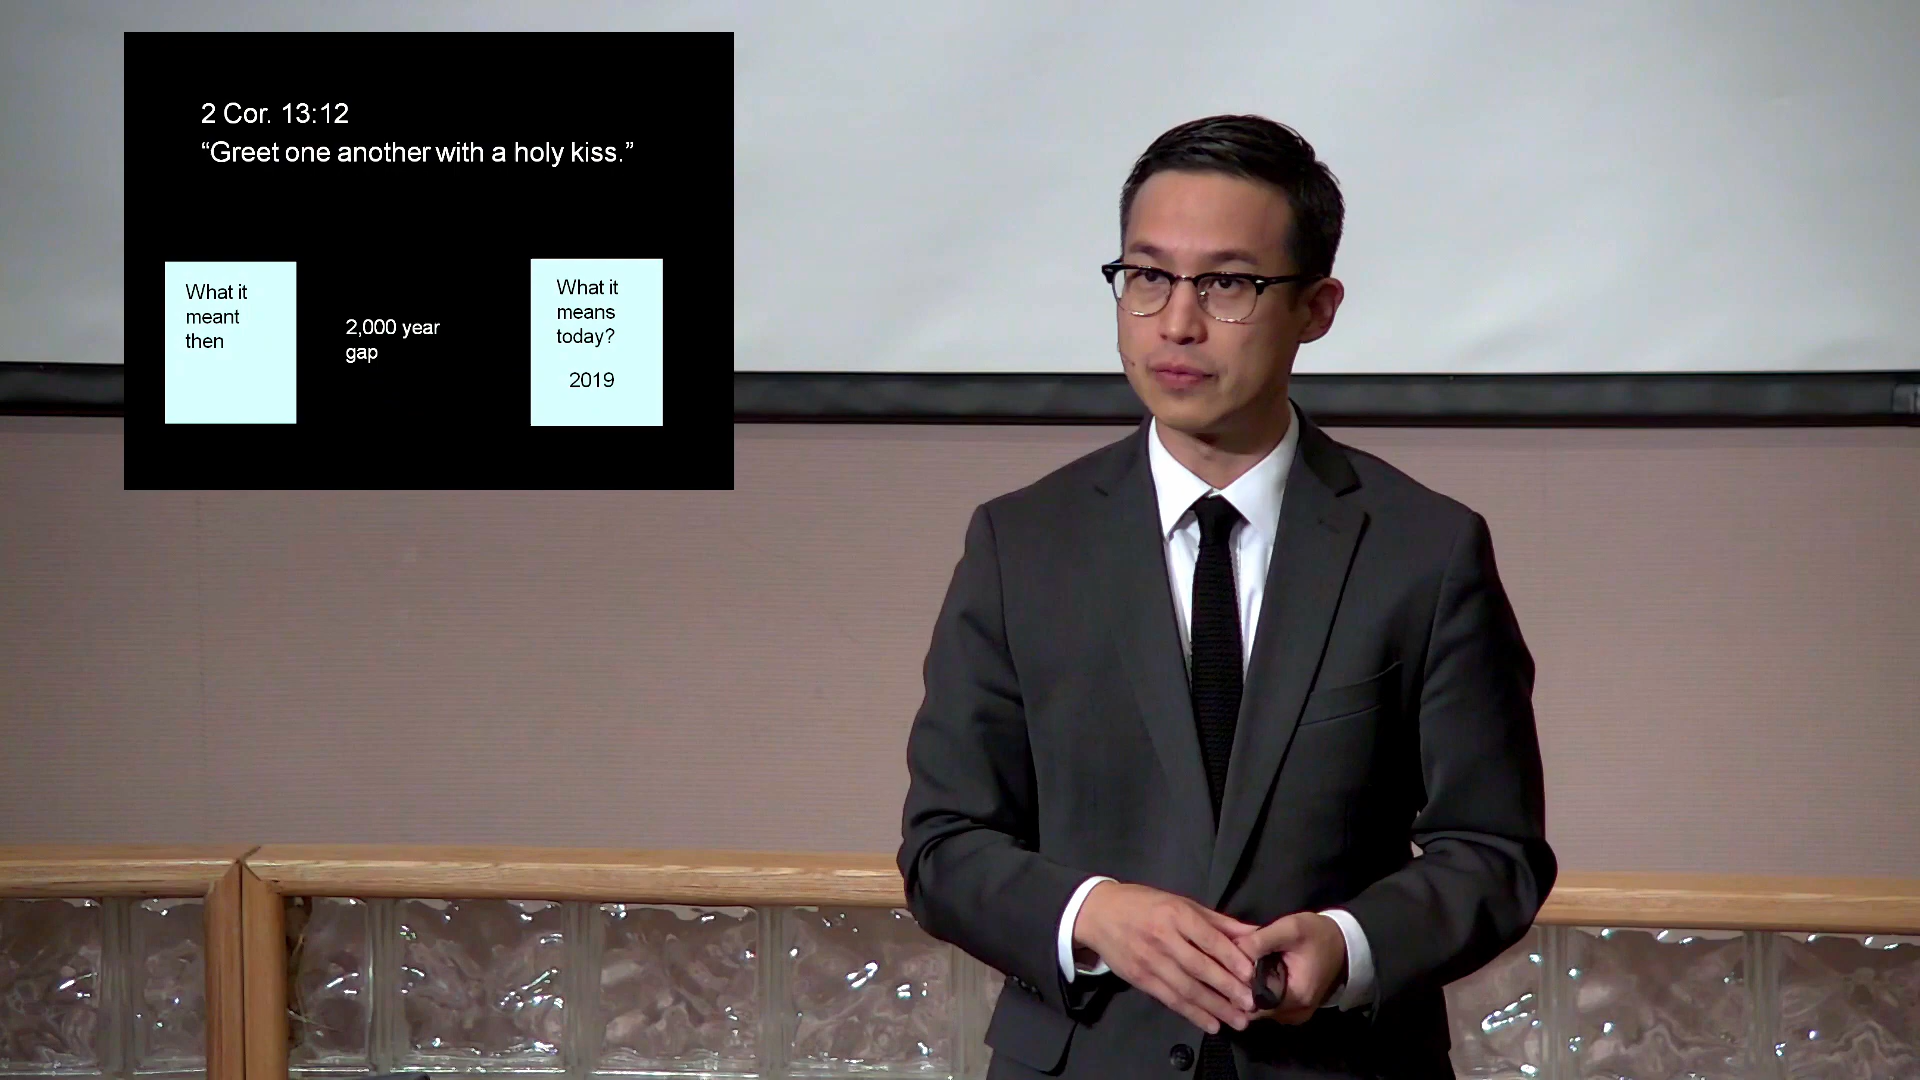 2 Cor. 13:12
“Greet one another with a holy kiss.”
What it
meant
then
2,000 year
gap
What it
means
today?
2019